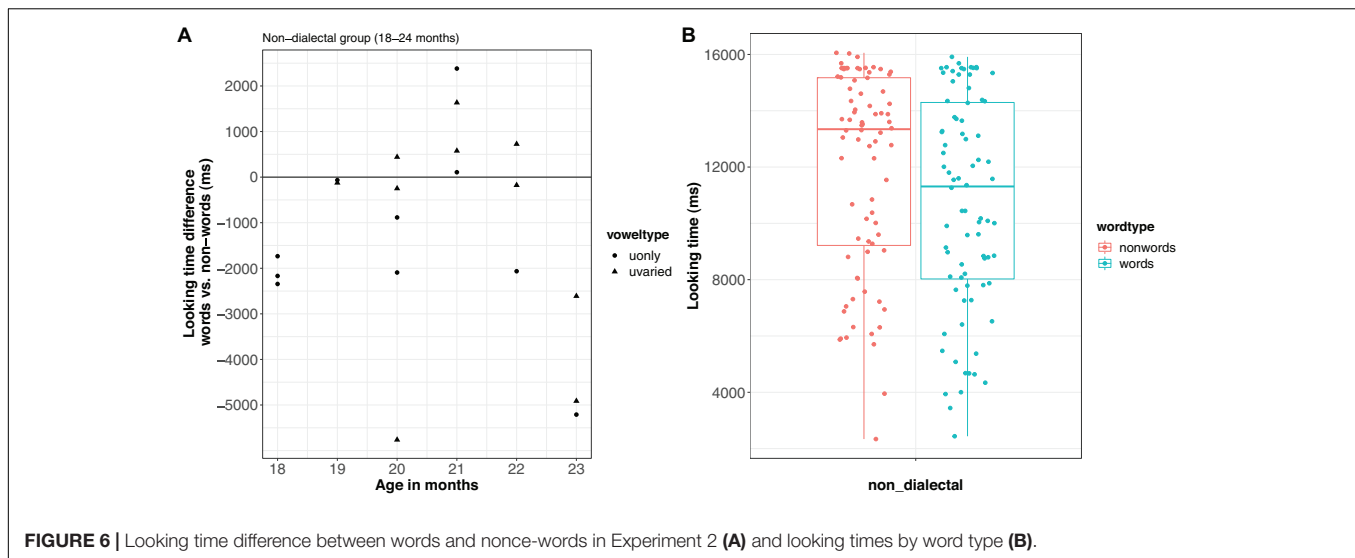 A
Non–dialectal group (18–24 months)
Looking time difference
words vs. non–words (ms)
2000
1000
0
−1000
−2000
−3000
−4000
−5000
18 19 20 21 22 23
Age in months
voweltype
uonly
uvaried
B
Looking time (ms)
16000
12000
8000
4000
non_dialectal
wordtype
nonwords
words
FIGURE 6 | Looking time difference between words and nonce-words in Experiment 2 (A) and looking times by word type (B).